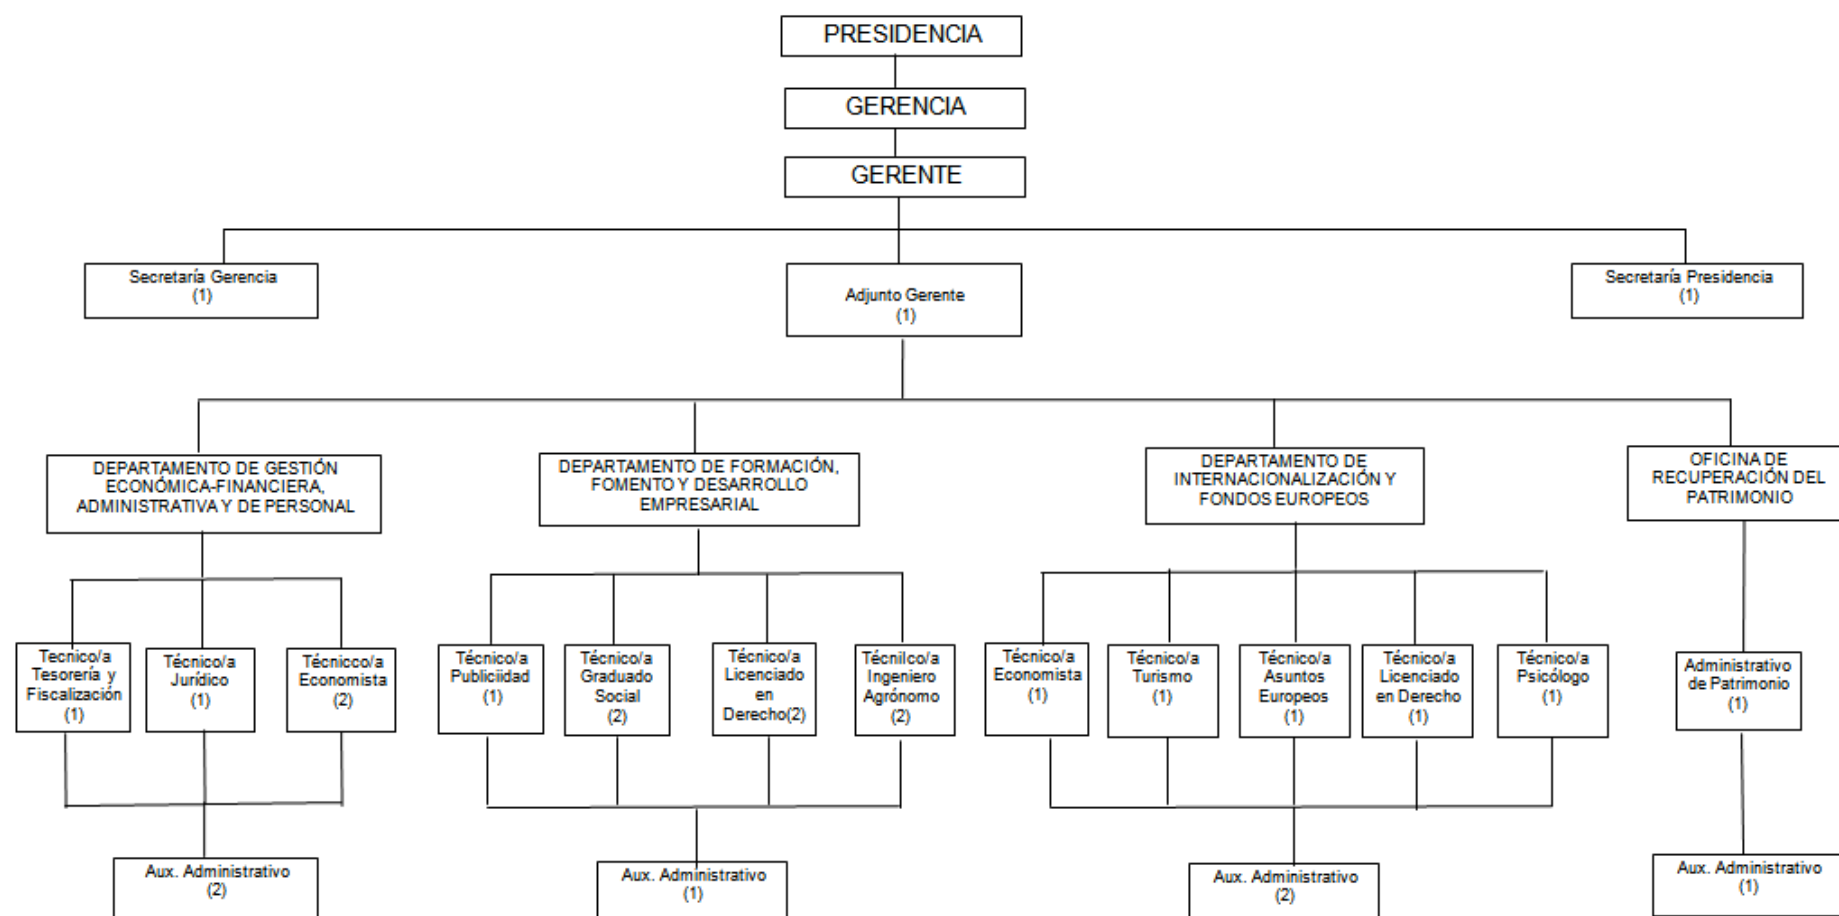 PRESIDENCIA
GERENCIA
GERENTE
Secretaría Gerencia
(1)
Adjunto Gerente
(1)
Secretaría Presidencia
(1)
DEPARTAMENTO DE GESTIÓN
ECONÓMICA-FINANCIERA,
ADMINISTRATIVA Y DE PERSONAL
DEPARTAMENTO DE FORMACIÓN,
FOMENTO Y DESARROLLO
EMPRESARIAL
DEPARTAMENTO DE
INTERNACIONALIZACIÓN Y
FONDOS EUROPEOS
OFICINA DE
RECUPERACIÓN DEL
PATRIMONIO
Tecnico/a
Tesorería y
Fiscalización
(1)
Técnico/a
Jurídico
(1)
Técnicco/a
Economista
(2)
Técnico/a
Publiciidad
(1)
Técnico/a
Graduado
Social
(2)
Técnico/a
Licenciado
en
Derecho(2)
Técnilco/a
Ingeniero
Agrónomo
(2)
Técnico/a
Economista
(1)
Técnico/a
Turismo
(1)
Técnico/a
Asuntos
Europeos
(1)
Técnico/a
Licenciado
en Derecho
(1)
Técnico/a
Psicólogo
(1)
Administrativo
de Patrimonio
(1)
Aux. Administrativo
(2)
Aux. Administrativo
(1)
Aux. Administrativo
(2)
Aux. Administrativo
(1)